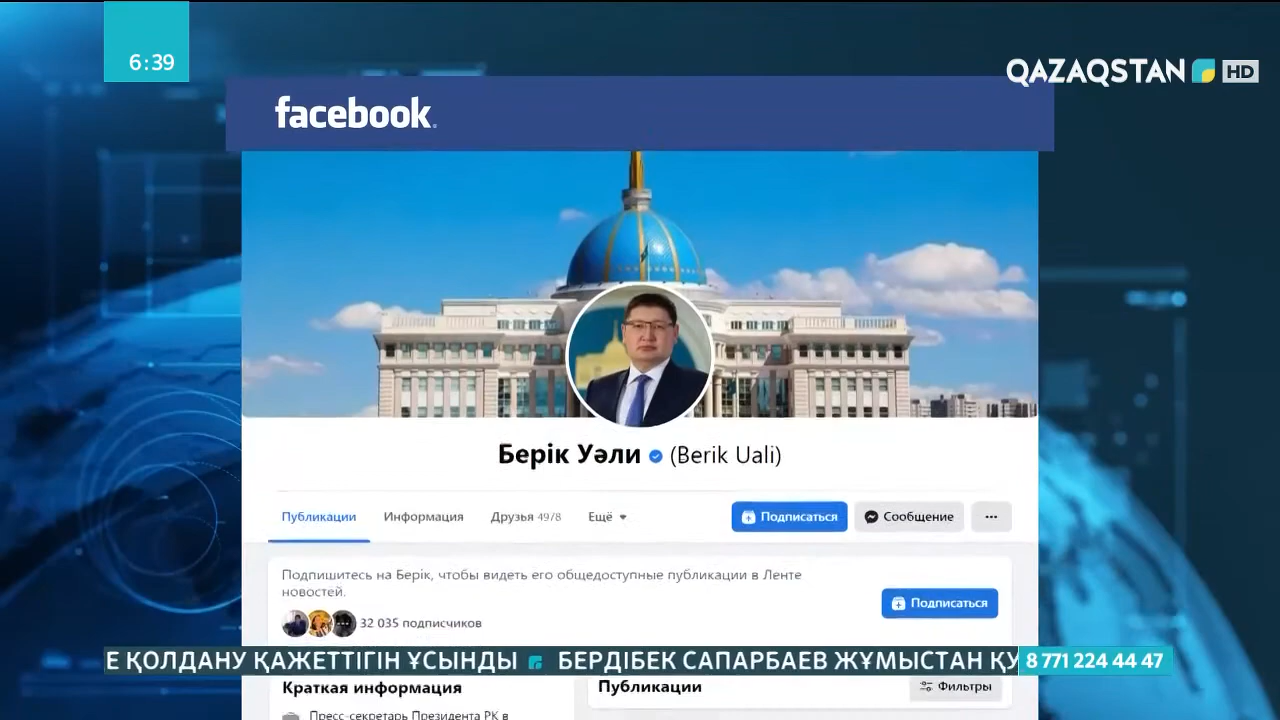 6:39
QAZAQSTAN HD
facebook.
Берік Уәли (Berik Uali)
Публикации Информация Друзья 4978 Ещё Подписаться Сообщение ...
Подпишитесь на Берік, чтобы видеть его общедоступные публикации в Ленте
новостей.
Подписаться
32 035 подписчиков
Е ҚОЛДАНУ ҚАЖЕТТІГІН ҰСЫНДЫ БЕРДІБЕК САПАРБАЕВ ЖҰМЫСТАН ҚУ 8 771 224 44 47
Краткая информация
Публикации Фильтры
Пресс-секретарь Президента РК в